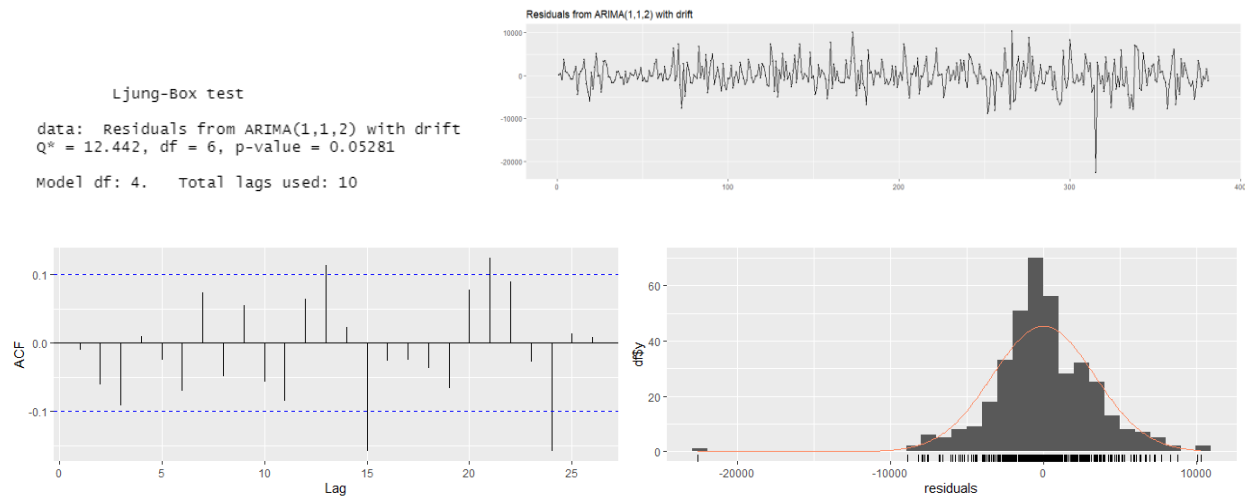 Ljung-Box test
data:  Residuals from ARIMA(1,1,2) with drift
Q* = 12.442, df = 6, p-value = 0.05281
Model df: 4.   Total lags used: 10
Residuals from ARIMA(1,1,2) with drift
10000
0
-10000
-20000
0 100 200 300 400
0.1
0.0
-0.1
ACF
0 5 10 15 20 25
Lag
60
40
20
0
df$y
-20000 -10000 0 10000
residuals